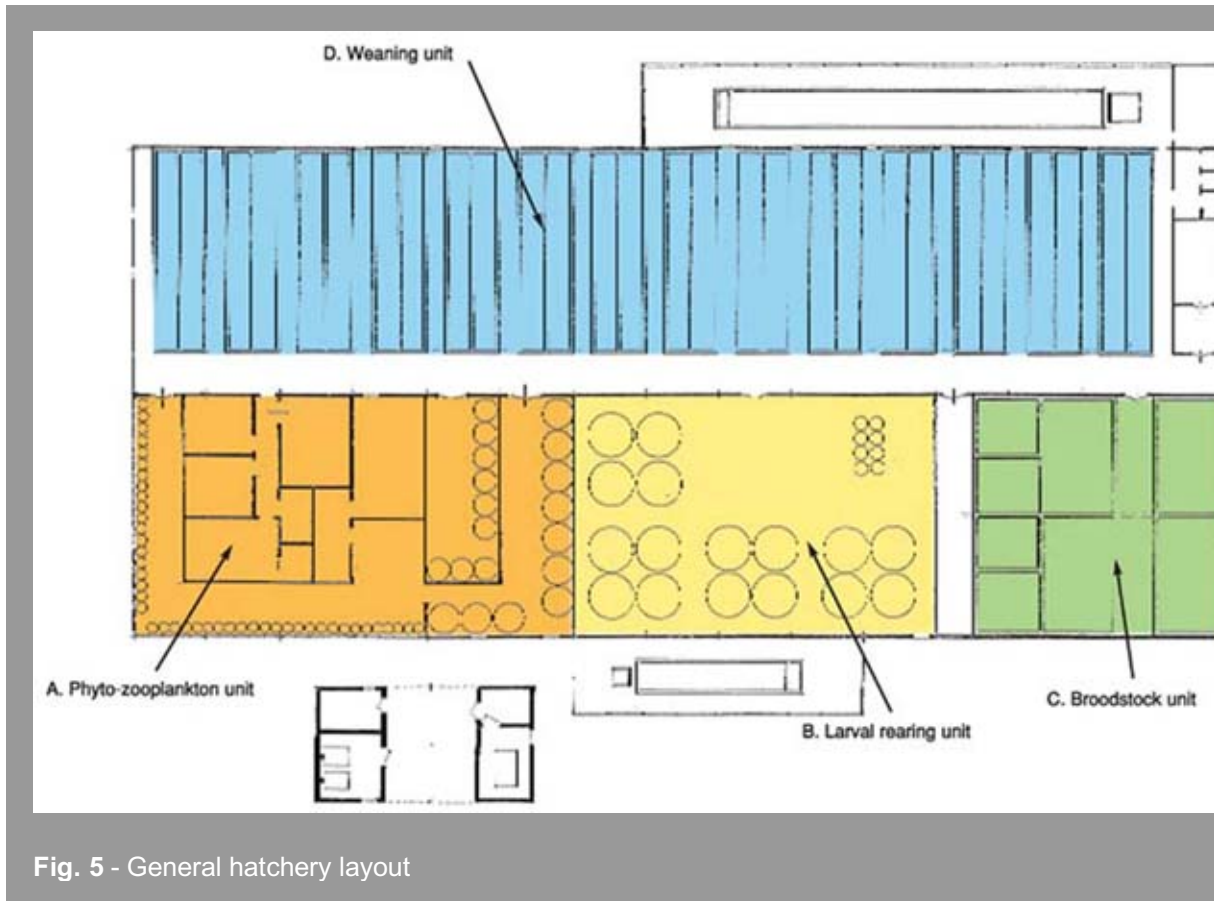 D. Weaning unit
A. Phyto-zooplankton unit
C. Broodstock unit
B. Larval rearing unit
Fig. 5 - General hatchery layout